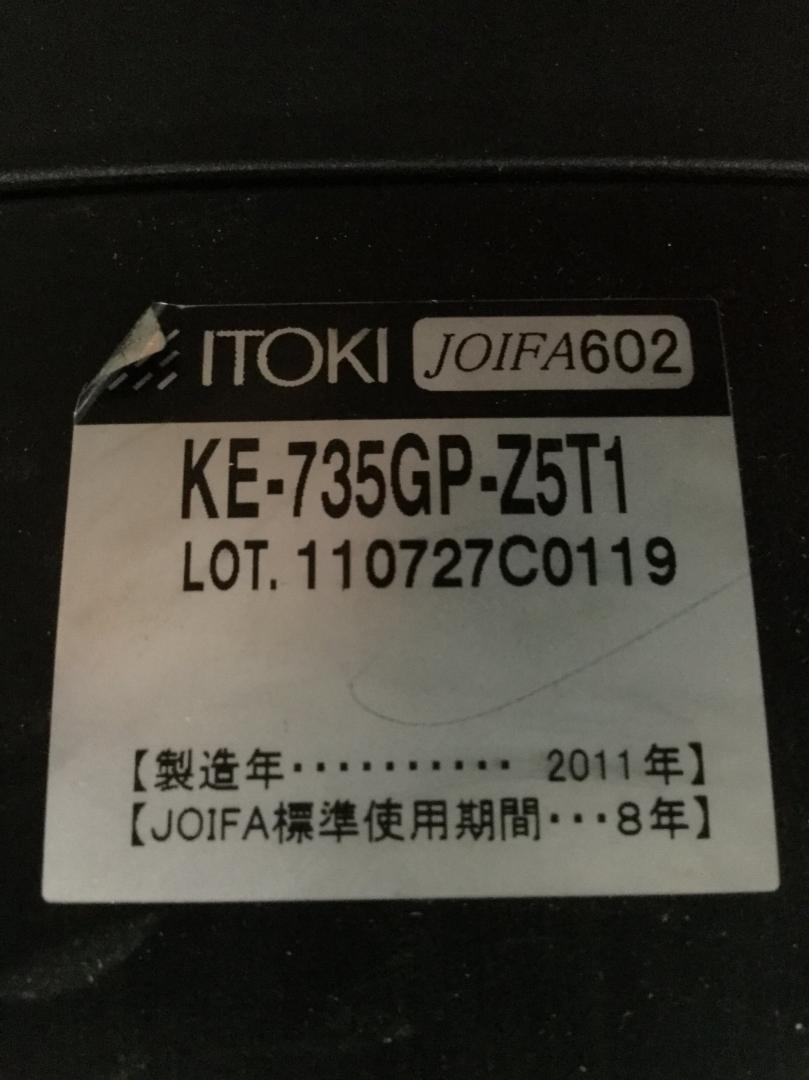 ITOKI JOIFA602
KE-735GP-Z5T1
LOT. 110727C0119
【製造年・・・・・・・・・・ 2011年】
【JOIFA標準使用期間・・・8年】